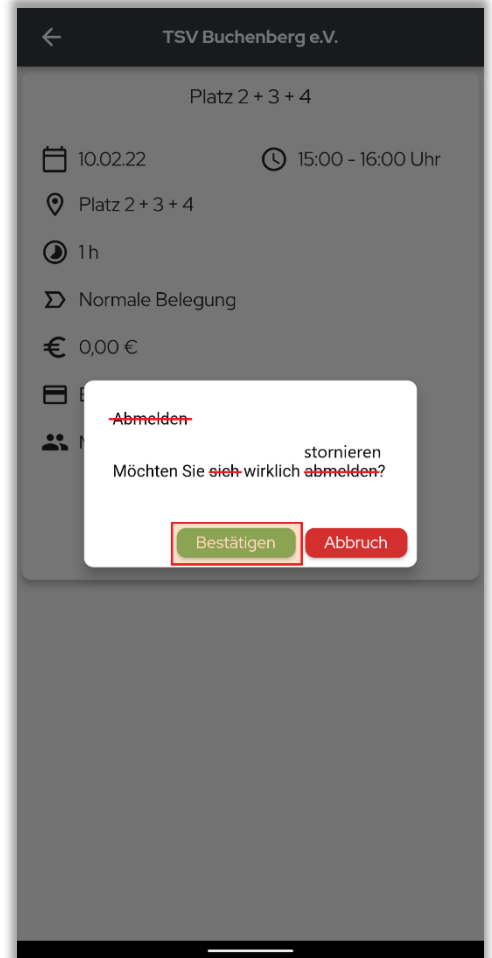 TSV Buchenberg e.V.
Platz 2 + 3 + 4
10.02.22 15:00 - 16:00 Uhr
Platz 2 + 3 + 4
1 h
Normale Belegung
0,00 €
Abmelden
stornieren
Möchten Sie sich wirklich abmelden?
Bestätigen Abbruch